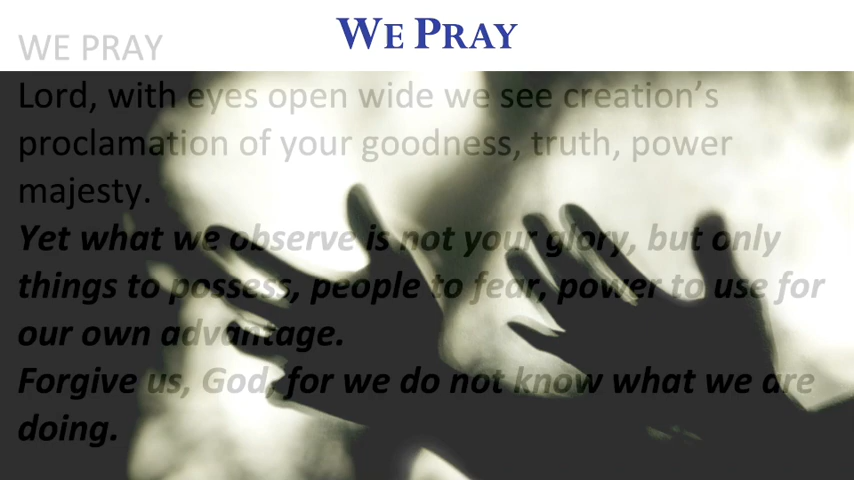 WE PRAY
WE PRAY
Lord, with eyes open wide we see creation’s
proclamation of your goodness, truth, power
majesty.
Yet what we observe is not your glory, but only
things to possess, people to fear, power to use for
our own advantage.
Forgive us, God, for we do not know what we are
doing.